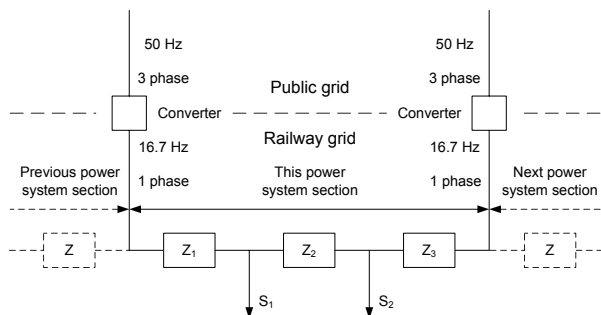 50 Hz
50 Hz
3 phase
3 phase
Public grid
Converter
Converter
Railway grid
16.7 Hz
16.7 Hz
Previous power
system section
1 phase
This power
system section
1 phase
Next power
system section
Z
Z1
Z2
Z3
Z
S1
S2